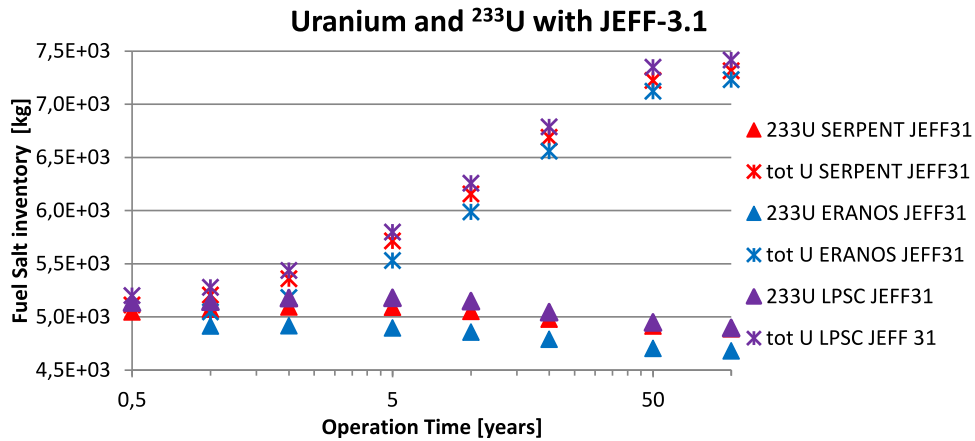 Uranium and ²³³U with JEFF-3.1
Fuel Salt inventory [kg]
7,5E+03
7,0E+03
6,5E+03
6,0E+03
5,5E+03
5,0E+03
4,5E+03
0,5
5
50
Operation Time [years]
233U SERPENT JEFF31
tot U SERPENT JEFF31
233U ERANOS JEFF31
tot U ERANOS JEFF31
233U LPSC JEFF31
tot U LPSC JEFF 31